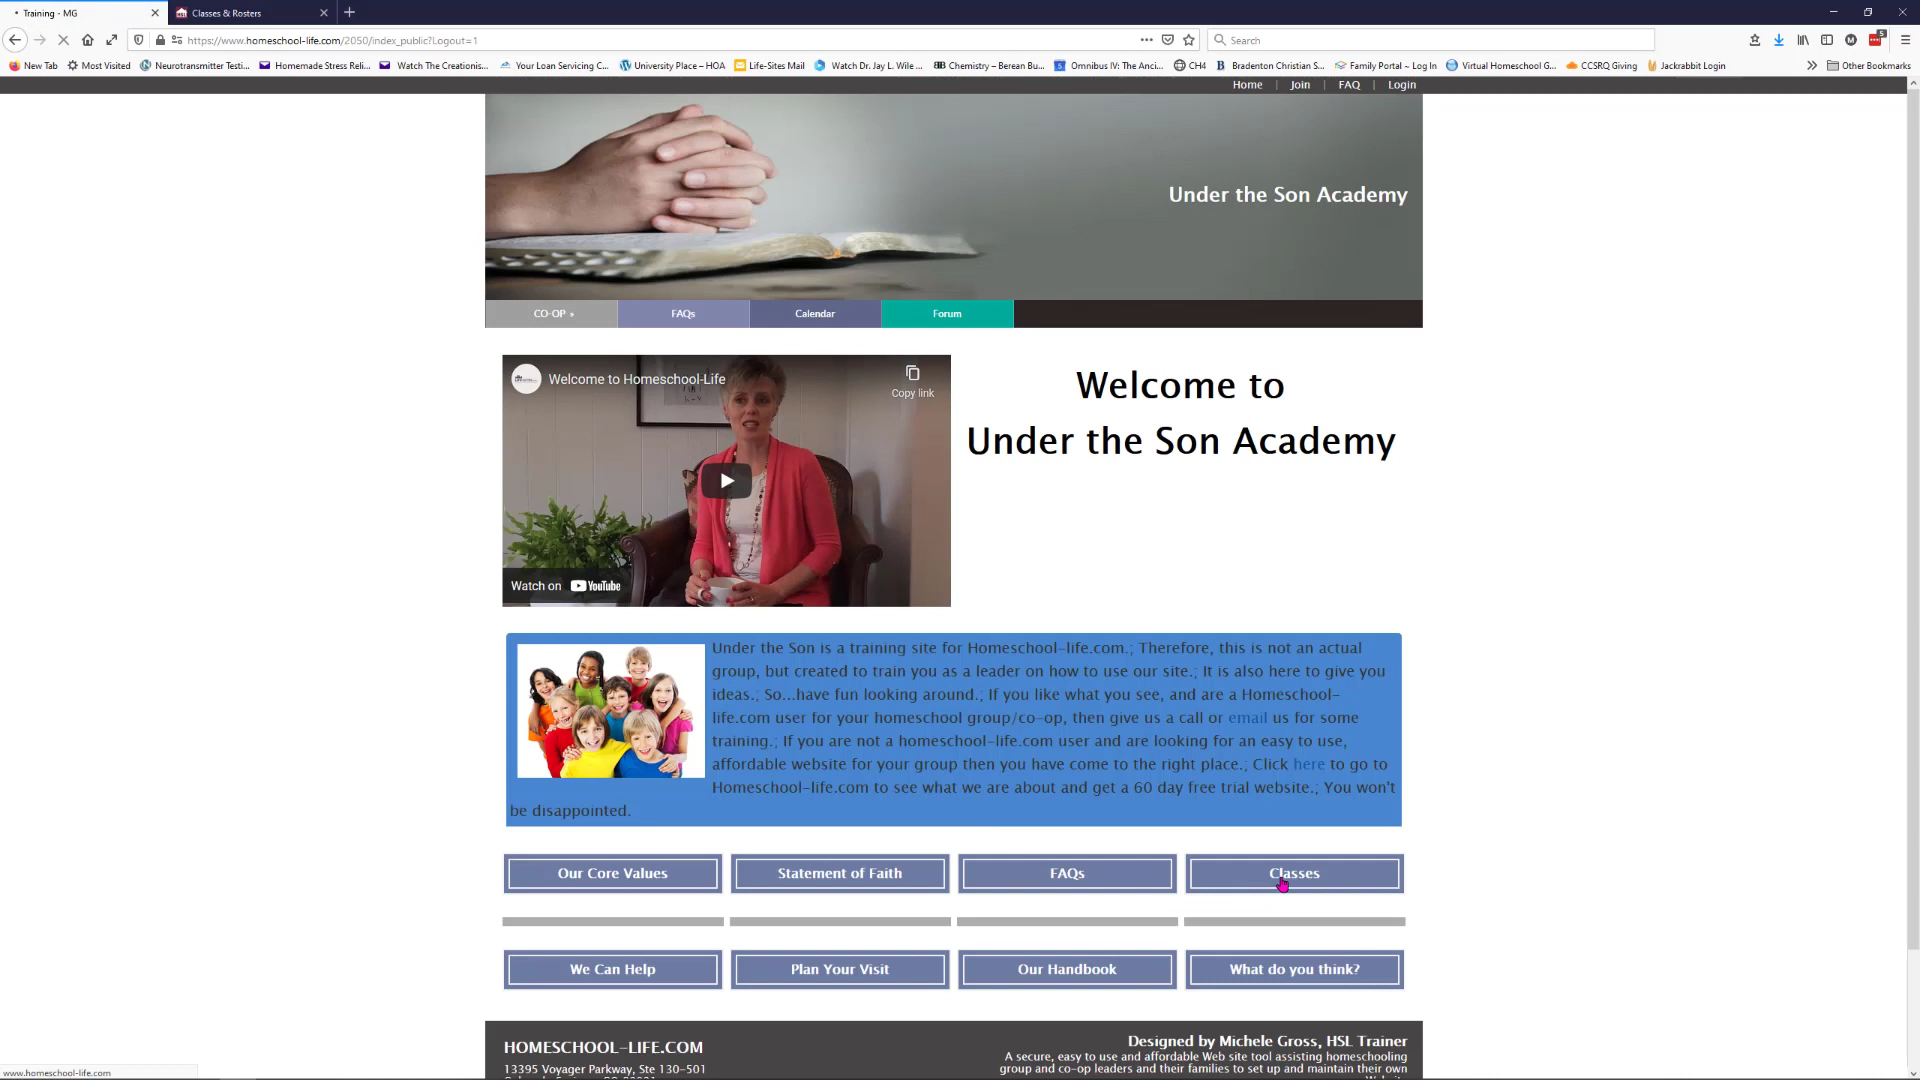 Training - MG
Classes & Rosters
https://www.homeschool-life.com/2050/index_public?Logout=1
Search
5
New Tab
Most Visited
Neurotransmitter Testi...
Homemade Stress Reli...
Watch The Creationis...
Your Loan Servicing C...
University Place – HOA
Life-Sites Mail
Watch Dr. Jay L. Wile ...
Chemistry – Berean Bu...
Omnibus IV: The Anci...
CH4
Bradenton Christian S...
Family Portal ~ Log In
Virtual Homeschool G...
CCSRQ Giving
Jackrabbit Login
Other Bookmarks
Home | Join | FAQ | Login
Under the Son Academy
CO-OP »
FAQs
Calendar
Forum
Welcome to Homeschool-Life
Copy link
Watch on YouTube
Welcome to
Under the Son Academy
Under the Son is a training site for Homeschool-life.com.; Therefore, this is not an actual
group, but created to train you as a leader on how to use our site.; It is also here to give you
ideas.; So...have fun looking around.; If you like what you see, and are a Homeschool-
life.com user for your homeschool group/co-op, then give us a call or email us for some
training.; If you are not a homeschool-life.com user and are looking for an easy to use,
affordable website for your group then you have come to the right place.; Click here to go to
Homeschool-life.com to see what we are about and get a 60 day free trial website.; You won't
be disappointed.
Our Core Values
Statement of Faith
FAQs
Classes
We Can Help
Plan Your Visit
Our Handbook
What do you think?
HOMESCHOOL-LIFE.COM
13395 Voyager Parkway, Ste 130-501
Designed by Michele Gross, HSL Trainer
A secure, easy to use and affordable Web site tool assisting homeschooling
group and co-op leaders and their families to set up and maintain their own
www.homeschool-life.com